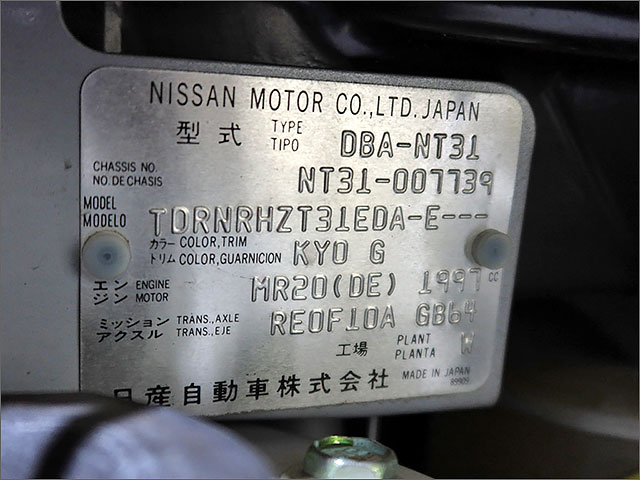 NISSAN MOTOR CO.,LTD.JAPAN
型式 TYPE TIPO DBA-NT31
CHASSIS NO. NO.DE CHASIS NT31-007739
MODEL MODELO TDRNRHZT31EDA-E---
カラー COLOR,TRIM トリム COLOR,GUARNICION KY0 G
エンジン ENGINE MOTOR MR20(DE) 1997 cc
ミッション アクスル TRANS.,AXLE TRANS.,EJE RE0F10A GB64
工場 PLANT PLANTA W
日産自動車株式会社 MADE IN JAPAN
89909